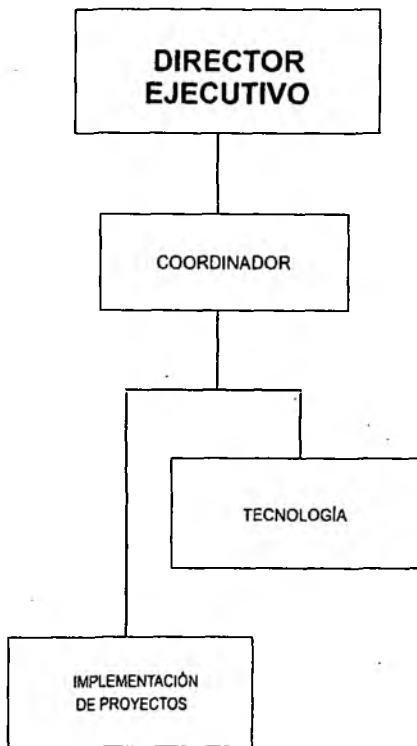 DIRECTOR
EJECUTIVO
COORDINADOR
TECNOLOGÍA
IMPLEMENTACIÓN
DE PROYECTOS